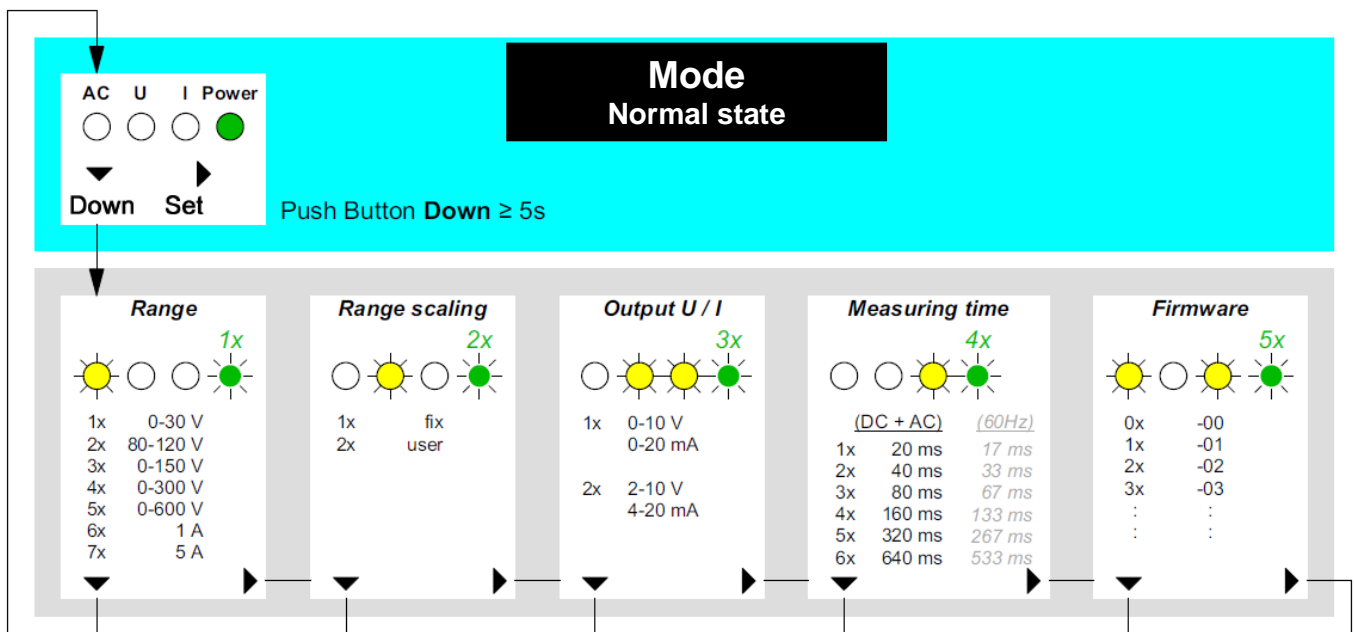 Mode
Normal state
AC U I Power
Down Set
Push Button Down ≥ 5s
Range
1x
1x 0-30 V
2x 80-120 V
3x 0-150 V
4x 0-300 V
5x 0-600 V
6x 1 A
7x 5 A
Range scaling
2x
1x fix
2x user
Output U / I
3x
1x 0-10 V
0-20 mA
2x 2-10 V
4-20 mA
Measuring time
4x
(DC + AC) (60Hz)
1x 20 ms 17 ms
2x 40 ms 33 ms
3x 80 ms 67 ms
4x 160 ms 133 ms
5x 320 ms 267 ms
6x 640 ms 533 ms
Firmware
5x
0x -00
1x -01
2x -02
3x -03
: :
: :